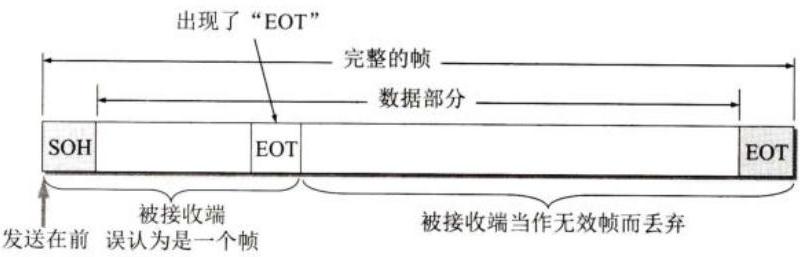 出现了“EOT”
完整的帧
数据部分
SOH
EOT
EOT
被接收端
误认为是一个帧
被接收端当作无效帧而丢弃
发送在前